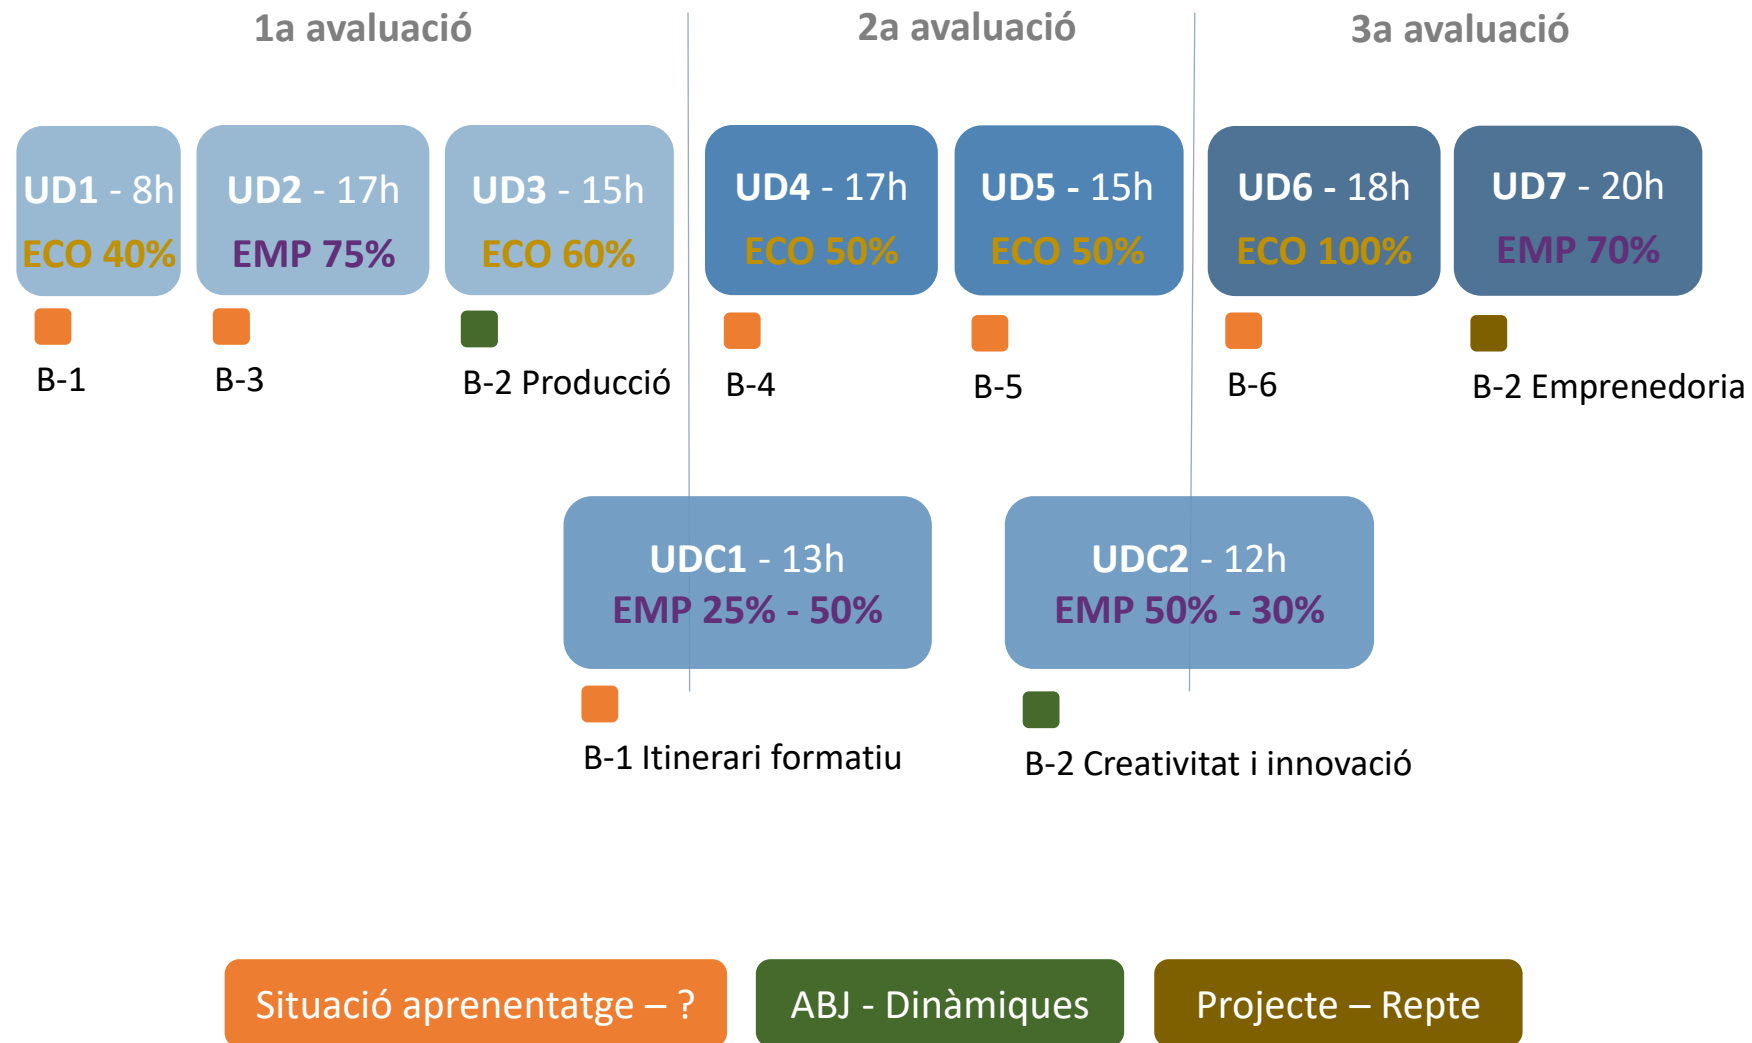 1a avaluació
2a avaluació
3a avaluació
UD1 - 8h
ECO 40%
UD2 - 17h
EMP 75%
UD3 - 15h
ECO 60%
UD4 - 17h
ECO 50%
UD5 - 15h
ECO 50%
UD6 - 18h
ECO 100%
UD7 - 20h
EMP 70%
B-1
B-3
B-2 Producció
B-4
B-5
B-6
B-2 Emprenedoria
UDC1 - 13h
EMP 25% - 50%
UDC2 - 12h
EMP 50% - 30%
B-1 Itinerari formatiu
B-2 Creativitat i innovació
Situació aprenentatge – ?
ABJ - Dinàmiques
Projecte – Repte